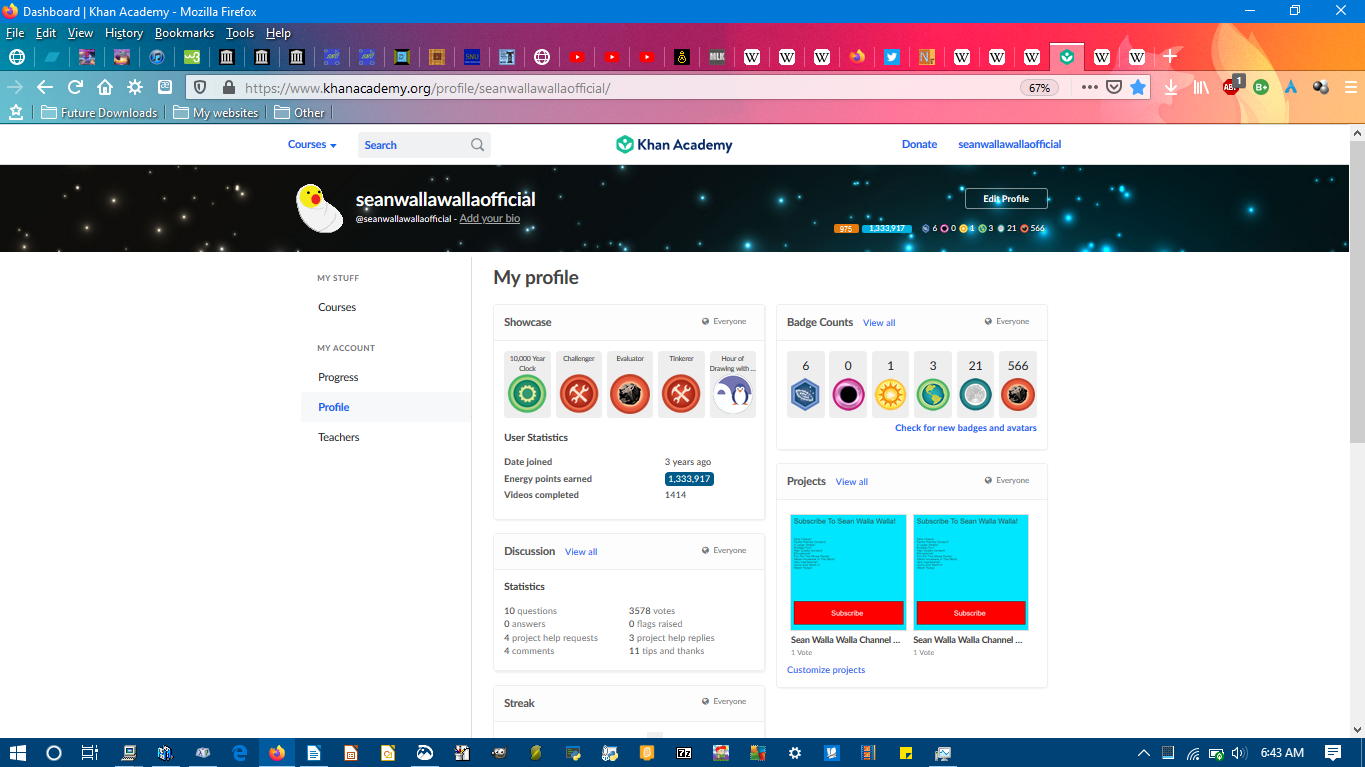 Dashboard | Khan Academy - Mozilla Firefox
File Edit View History Bookmarks Tools Help
https://www.khanacademy.org/profile/seanwallawallaofficial/
67%
ABP 1
B+
Future Downloads My websites Other
Courses Search Khan Academy Donate seanwallawallaofficial
seanwallawallaofficial
@seanwallawallaofficial - Add your bio
Edit Profile
975 1,333,917 6 0 1 3 21 566
MY STUFF
Courses
MY ACCOUNT
Progress
Profile
Teachers
My profile
Showcase Everyone
10,000 Year Challenger Evaluator Tinkerer Hour of
Clock Drawing with ...
User Statistics
Date joined 3 years ago
Energy points earned 1,333,917
Videos completed 1414
Badge Counts View all Everyone
6 0 1 3 21 566
Check for new badges and avatars
Discussion View all Everyone
Statistics
10 questions 3578 votes
0 answers 0 flags raised
4 project help requests 3 project help replies
4 comments 11 tips and thanks
Projects View all Everyone
Subscribe To Sean Walla Walla! Subscribe To Sean Walla Walla!
Subscribe Subscribe
Sean Walla Walla Channel ... Sean Walla Walla Channel ...
1 Vote 1 Vote
Customize projects
Streak Everyone
6:43 AM